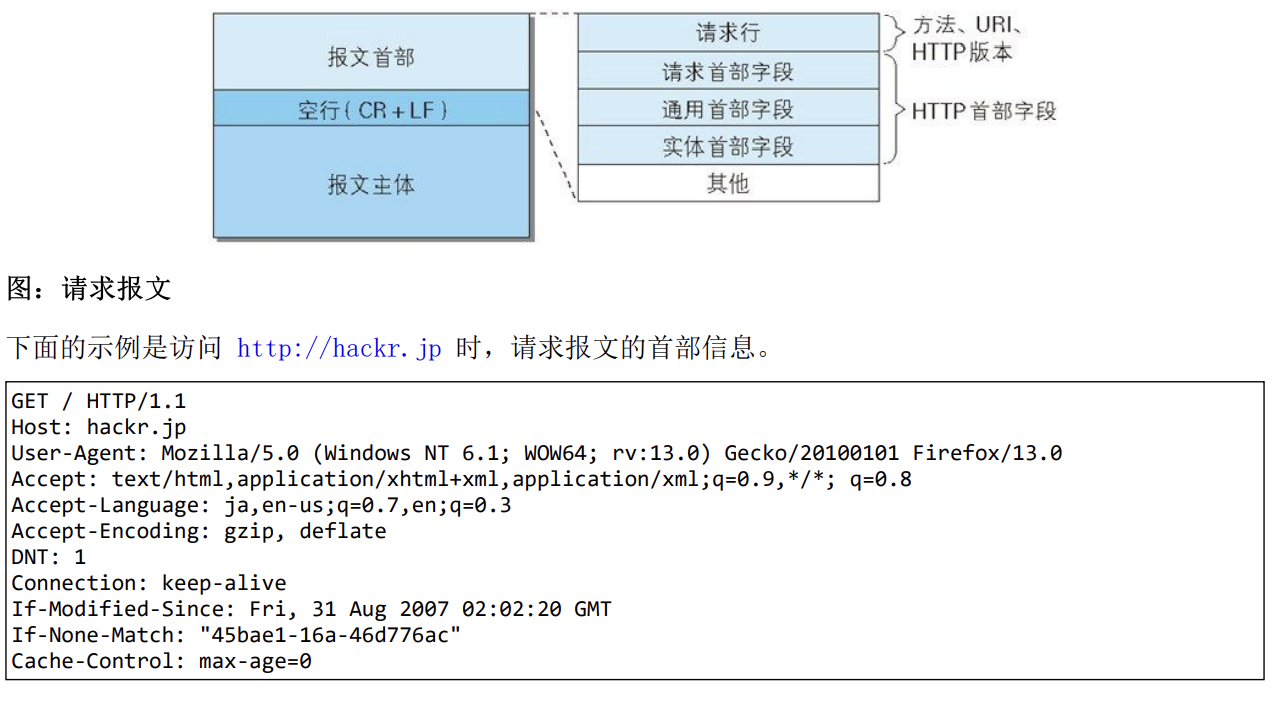 报文首部
空行(CR+LF)
报文主体
请求行
请求首部字段
通用首部字段
实体首部字段
其他
方法、URI、
HTTP版本
HTTP首部字段
图：请求报文
下面的示例是访问 http://hackr.jp 时，请求报文的首部信息。
GET / HTTP/1.1
Host: hackr.jp
User-Agent: Mozilla/5.0 (Windows NT 6.1; WOW64; rv:13.0) Gecko/20100101 Firefox/13.0
Accept: text/html,application/xhtml+xml,application/xml;q=0.9,*/*; q=0.8
Accept-Language: ja,en-us;q=0.7,en;q=0.3
Accept-Encoding: gzip, deflate
DNT: 1
Connection: keep-alive
If-Modified-Since: Fri, 31 Aug 2007 02:02:20 GMT
If-None-Match: "45bae1-16a-46d776ac"
Cache-Control: max-age=0